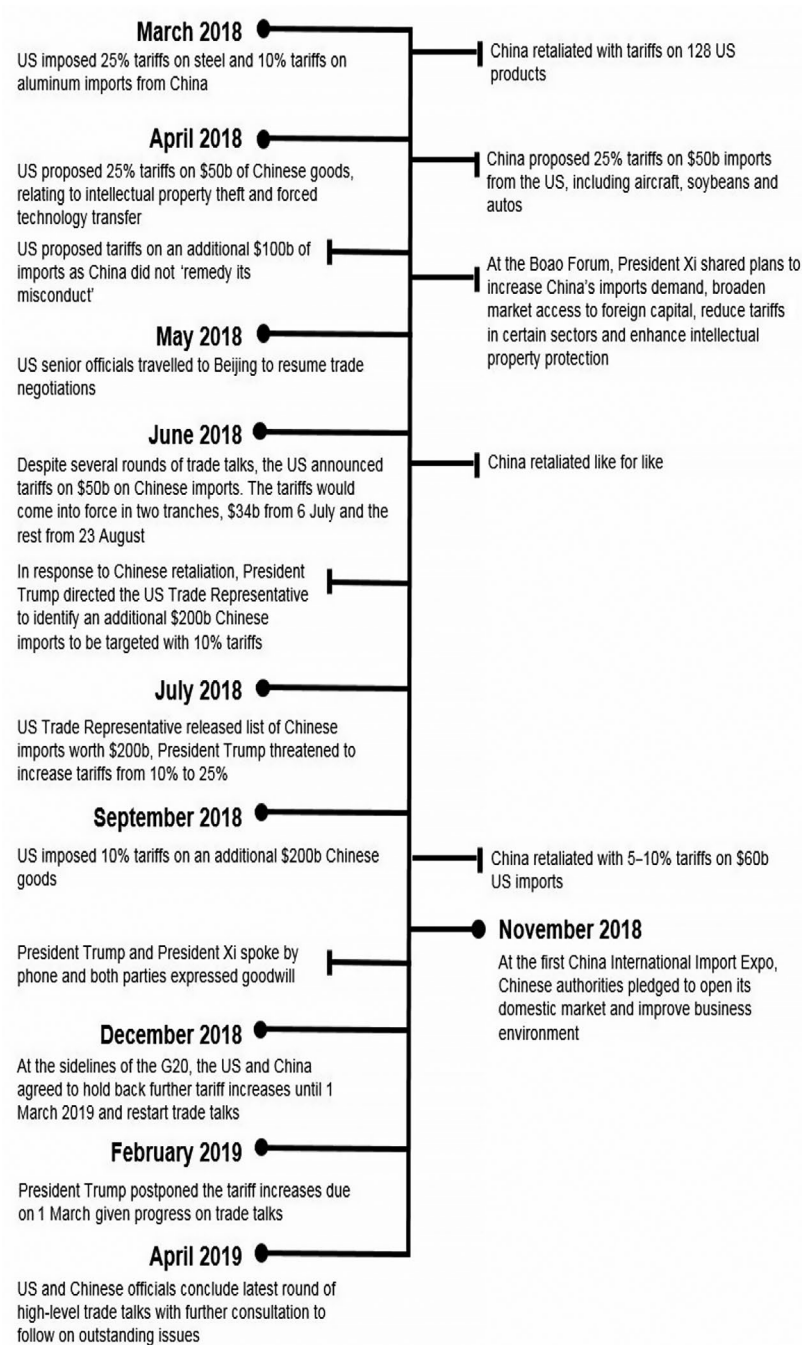 March 2018
US imposed 25% tariffs on steel and 10% tariffs on
aluminum imports from China
China retaliated with tariffs on 128 US
products
April 2018
US proposed 25% tariffs on $50b of Chinese goods,
relating to intellectual property theft and forced
technology transfer
China proposed 25% tariffs on $50b imports
from the US, including aircraft, soybeans and
autos
US proposed tariffs on an additional $100b of
imports as China did not ‘remedy its
misconduct’
At the Boao Forum, President Xi shared plans to
increase China’s imports demand, broaden
market access to foreign capital, reduce tariffs
in certain sectors and enhance intellectual
property protection
May 2018
US senior officials travelled to Beijing to resume trade
negotiations
June 2018
Despite several rounds of trade talks, the US announced
tariffs on $50b on Chinese imports. The tariffs would
come into force in two tranches, $34b from 6 July and the
rest from 23 August
China retaliated like for like
In response to Chinese retaliation, President
Trump directed the US Trade Representative
to identify an additional $200b Chinese
imports to be targeted with 10% tariffs
July 2018
US Trade Representative released list of Chinese
imports worth $200b, President Trump threatened to
increase tariffs from 10% to 25%
September 2018
US imposed 10% tariffs on an additional $200b Chinese
goods
China retaliated with 5–10% tariffs on $60b
US imports
November 2018
At the first China International Import Expo,
Chinese authorities pledged to open its
domestic market and improve business
environment
President Trump and President Xi spoke by
phone and both parties expressed goodwill
December 2018
At the sidelines of the G20, the US and China
agreed to hold back further tariff increases until 1
March 2019 and restart trade talks
February 2019
President Trump postponed the tariff increases due
on 1 March given progress on trade talks
April 2019
US and Chinese officials conclude latest round of
high-level trade talks with further consultation to
follow on outstanding issues